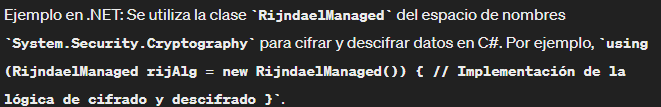 Ejemplo en .NET: Se utiliza la clase `RijndaelManaged` del espacio de nombres
`System.Security.Cryptography` para cifrar y descifrar datos en C#. Por ejemplo, `using
(RijndaelManaged rijAlg = new RijndaelManaged()) { // Implementación de la
lógica de cifrado y descifrado }`.